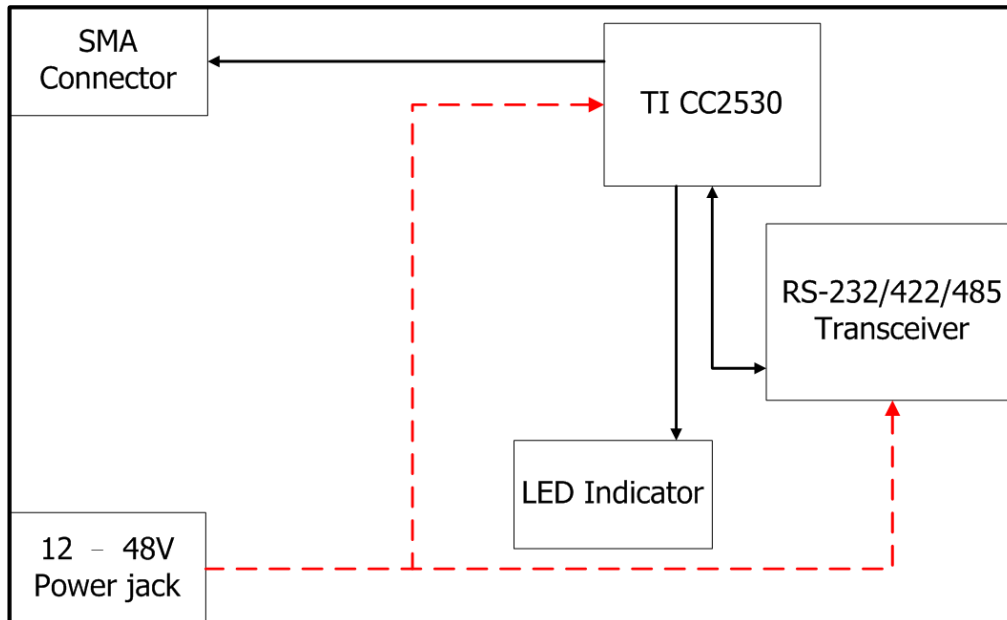 SMA
Connector
TI CC2530
RS-232/422/485
Transceiver
LED Indicator
12 – 48V
Power jack